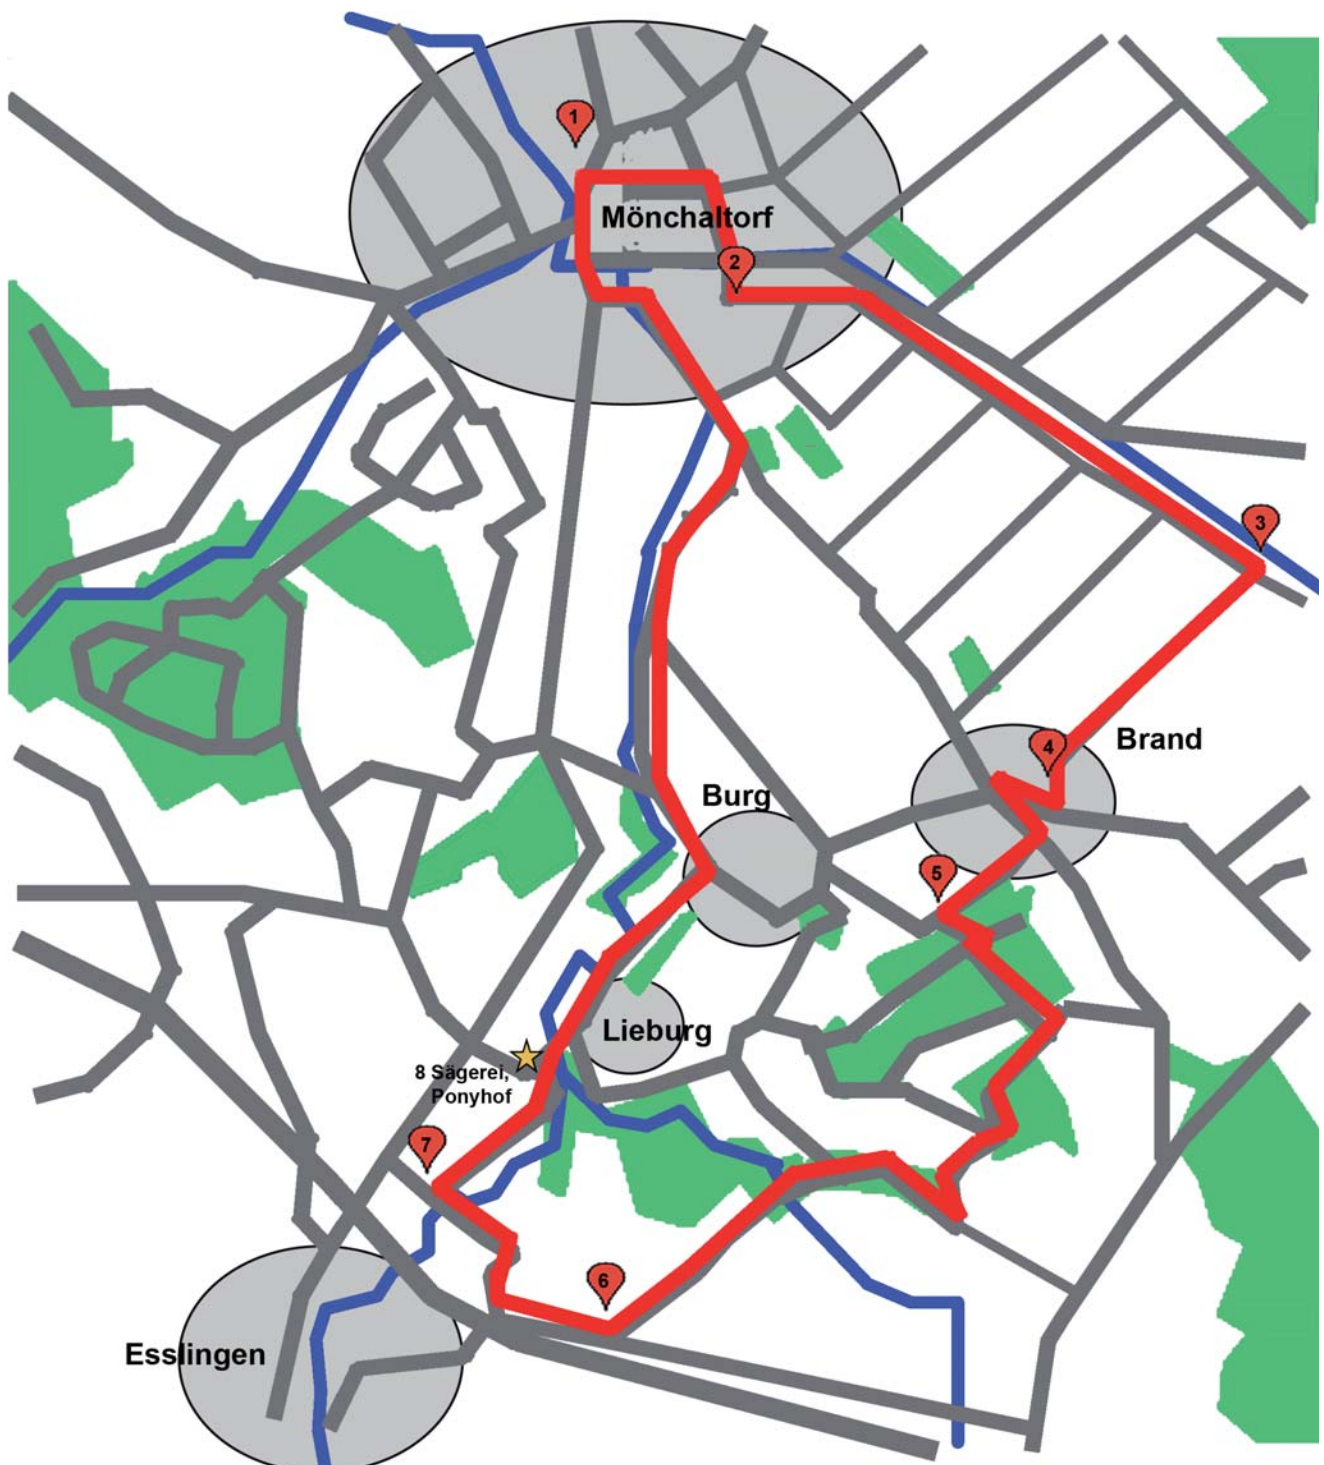 1
Mönchaltorf
2
3
4
Brand
Burg
5
Lieburg
8 Sägerei,
Ponyhof
7
6
Esslingen